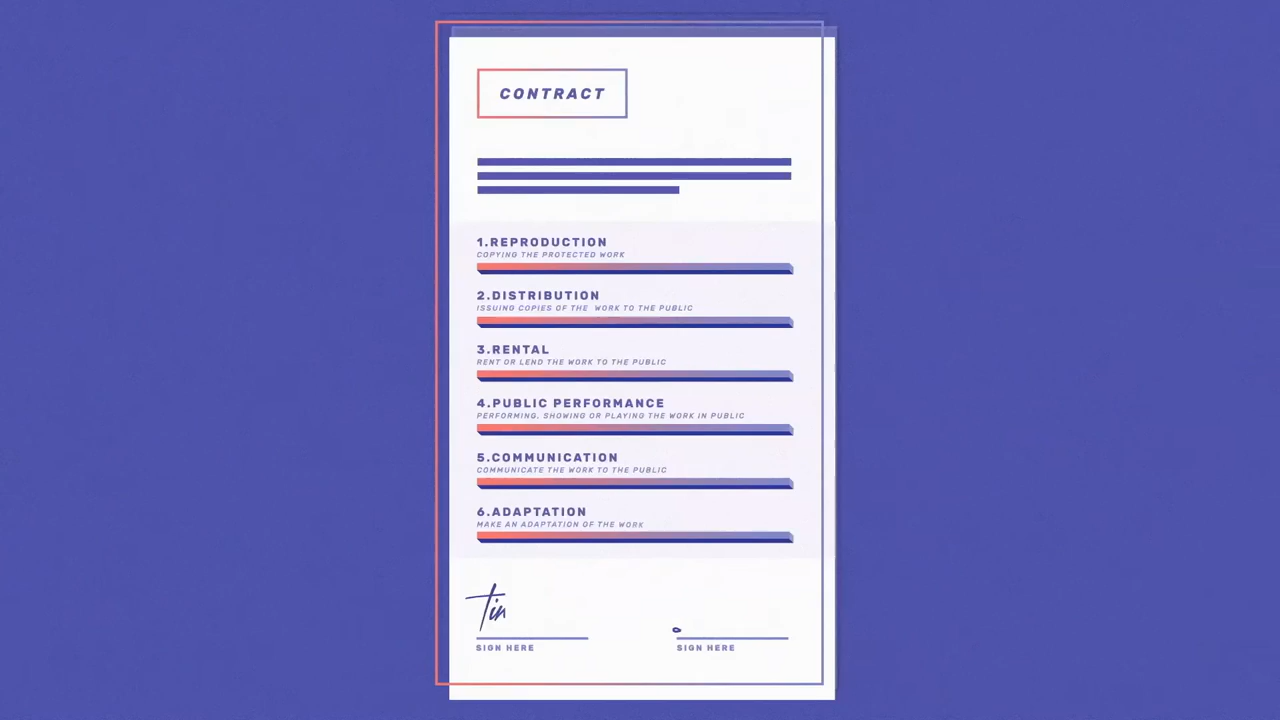 CONTRACT
1.REPRODUCTION
COPYING THE PROTECTED WORK
2.DISTRIBUTION
ISSUING COPIES OF THE WORK TO THE PUBLIC
3.RENTAL
RENT OR LEND THE WORK TO THE PUBLIC
4.PUBLIC PERFORMANCE
PERFORMING, SHOWING OR PLAYING THE WORK IN PUBLIC
5.COMMUNICATION
COMMUNICATE THE WORK TO THE PUBLIC
6.ADAPTATION
MAKE AN ADAPTATION OF THE WORK
Tin
SIGN HERE
SIGN HERE